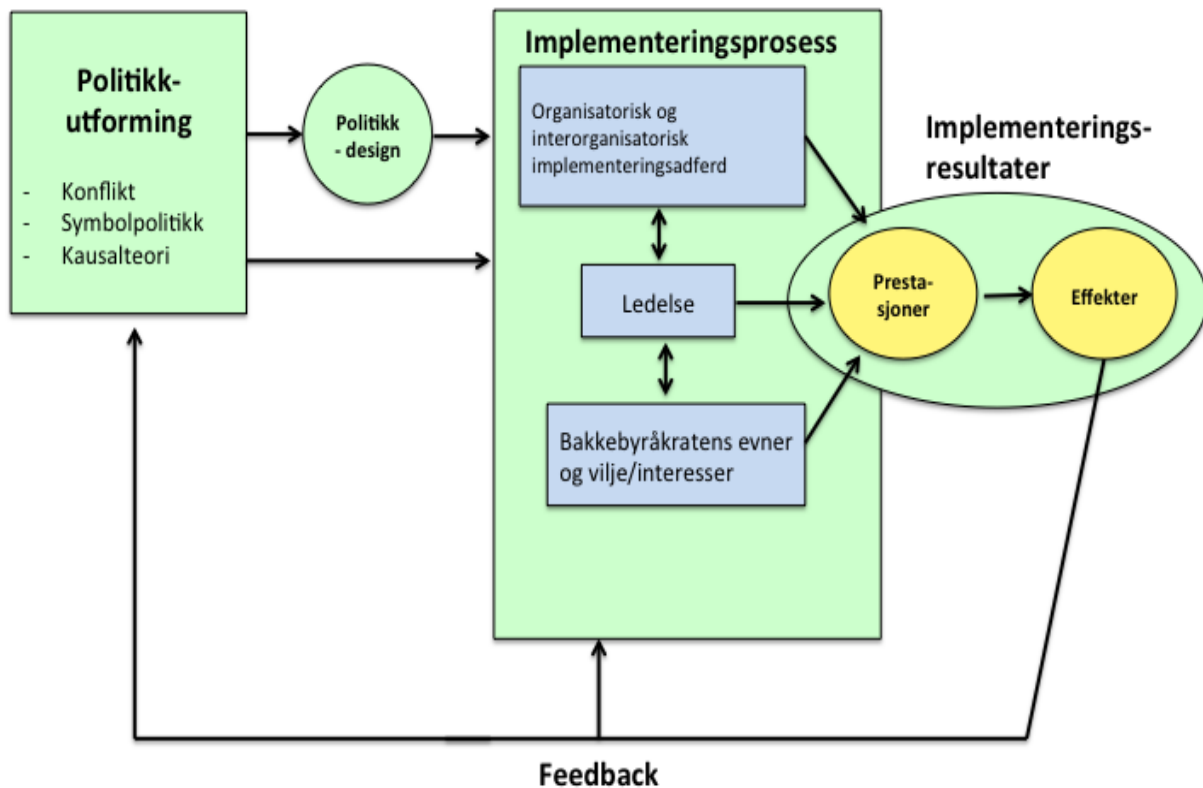 Politikk-
utforming
- Konflikt
- Symbolpolitikk
- Kausalteori
Politikk
- design
Implementeringsprosess
Organisatorisk og
interorganisatorisk
implementeringsadferd
Ledelse
Bakkebyråkratens evner
og vilje/interesser
Implementerings-
resultater
Presta-
sjoner
Effekter
Feedback